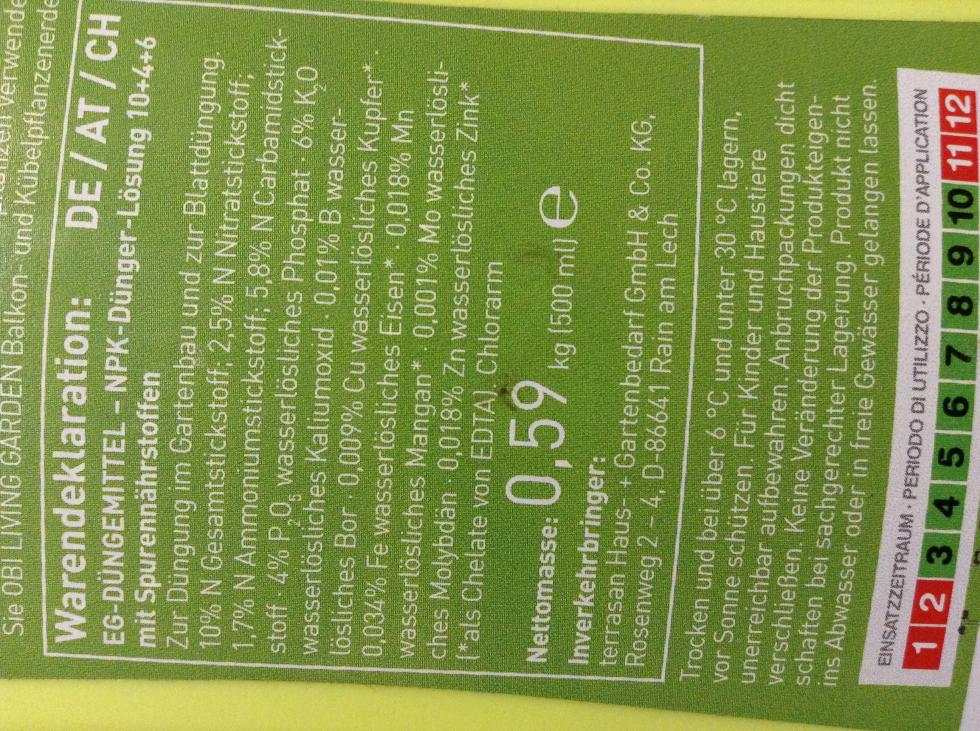 Sie OBI LIVING GARDEN Balkon- und Kübelpflanzenerde
Warendeklaration: DE / AT / CH
EG-DÜNGEMITTEL – NPK-Dünger-Lösung 10+4+6
mit Spurennährstoffen
Zur Düngung im Gartenbau und zur Blattdüngung.
10% N Gesamtstickstoff; 2,5% N Nitratstickstoff;
1,7% N Ammoniumstickstoff; 5,8% N Carbamidstick-
stoff · 4% P₂O₅ wasserlösliches Phosphat · 6% K₂O
wasserlösliches Kaliumoxid · 0,01% B wasser-
lösliches Bor · 0,009% Cu wasserlösliches Kupfer* ·
0,034% Fe wasserlösliches Eisen* · 0,018% Mn
wasserlösliches Mangan* · 0,001% Mo wasserlösli-
ches Molybdän · 0,018% Zn wasserlösliches Zink*
(*als Chelate von EDTA) Chlorarm
Nettomasse: 0,59 kg (500 ml) e
Inverkehrbringer:
terrasan Haus- + Gartenbedarf GmbH & Co. KG,
Rosenweg 2 – 4, D-86641 Rain am Lech
Trocken und bei über 6 °C und unter 30 °C lagern,
vor Sonne schützen. Für Kinder und Haustiere
unerreichbar aufbewahren. Anbruchpackungen dicht
verschließen. Keine Veränderung der Produkteigen-
schaften bei sachgerechter Lagerung. Produkt nicht
ins Abwasser oder in freie Gewässer gelangen lassen.
EINSATZZEITRAUM · PERIODO DI UTILIZZO · PÉRIODE D'APPLICATION
1 2 3 4 5 6 7 8 9 10 11 12